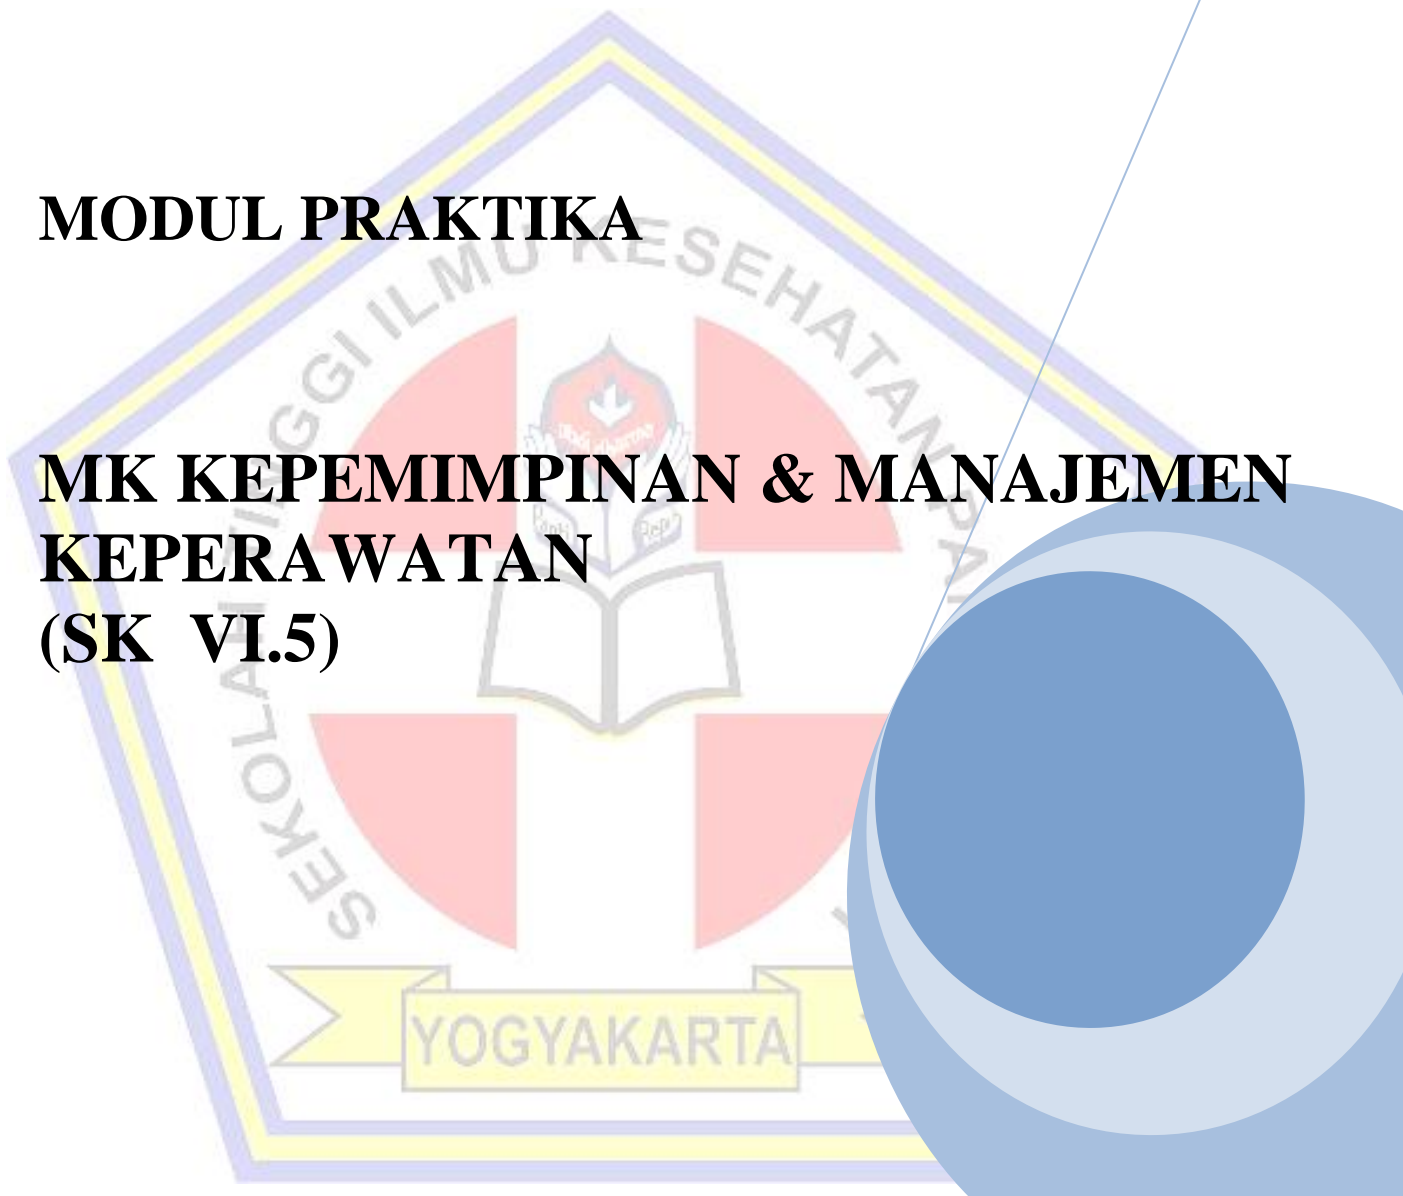 MODUL PRAKTIKA
MK KEPEMIMPINAN & MANAJEMEN
KEPERAWATAN
(SK VI.5)
SEKOLAH TINGGI ILMU KESEHATAN
YOGYAKARTA